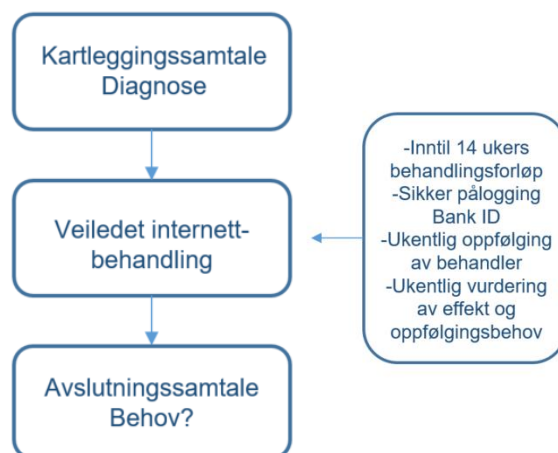 Kartleggingssamtale
Diagnose
Veiledet internett-
behandling
-Inntil 14 ukers
behandlingsforløp
-Sikker pålogging
Bank ID
-Ukentlig oppfølging
av behandler
-Ukentlig vurdering
av effekt og
oppfølgingsbehov
Avslutningssamtale
Behov?